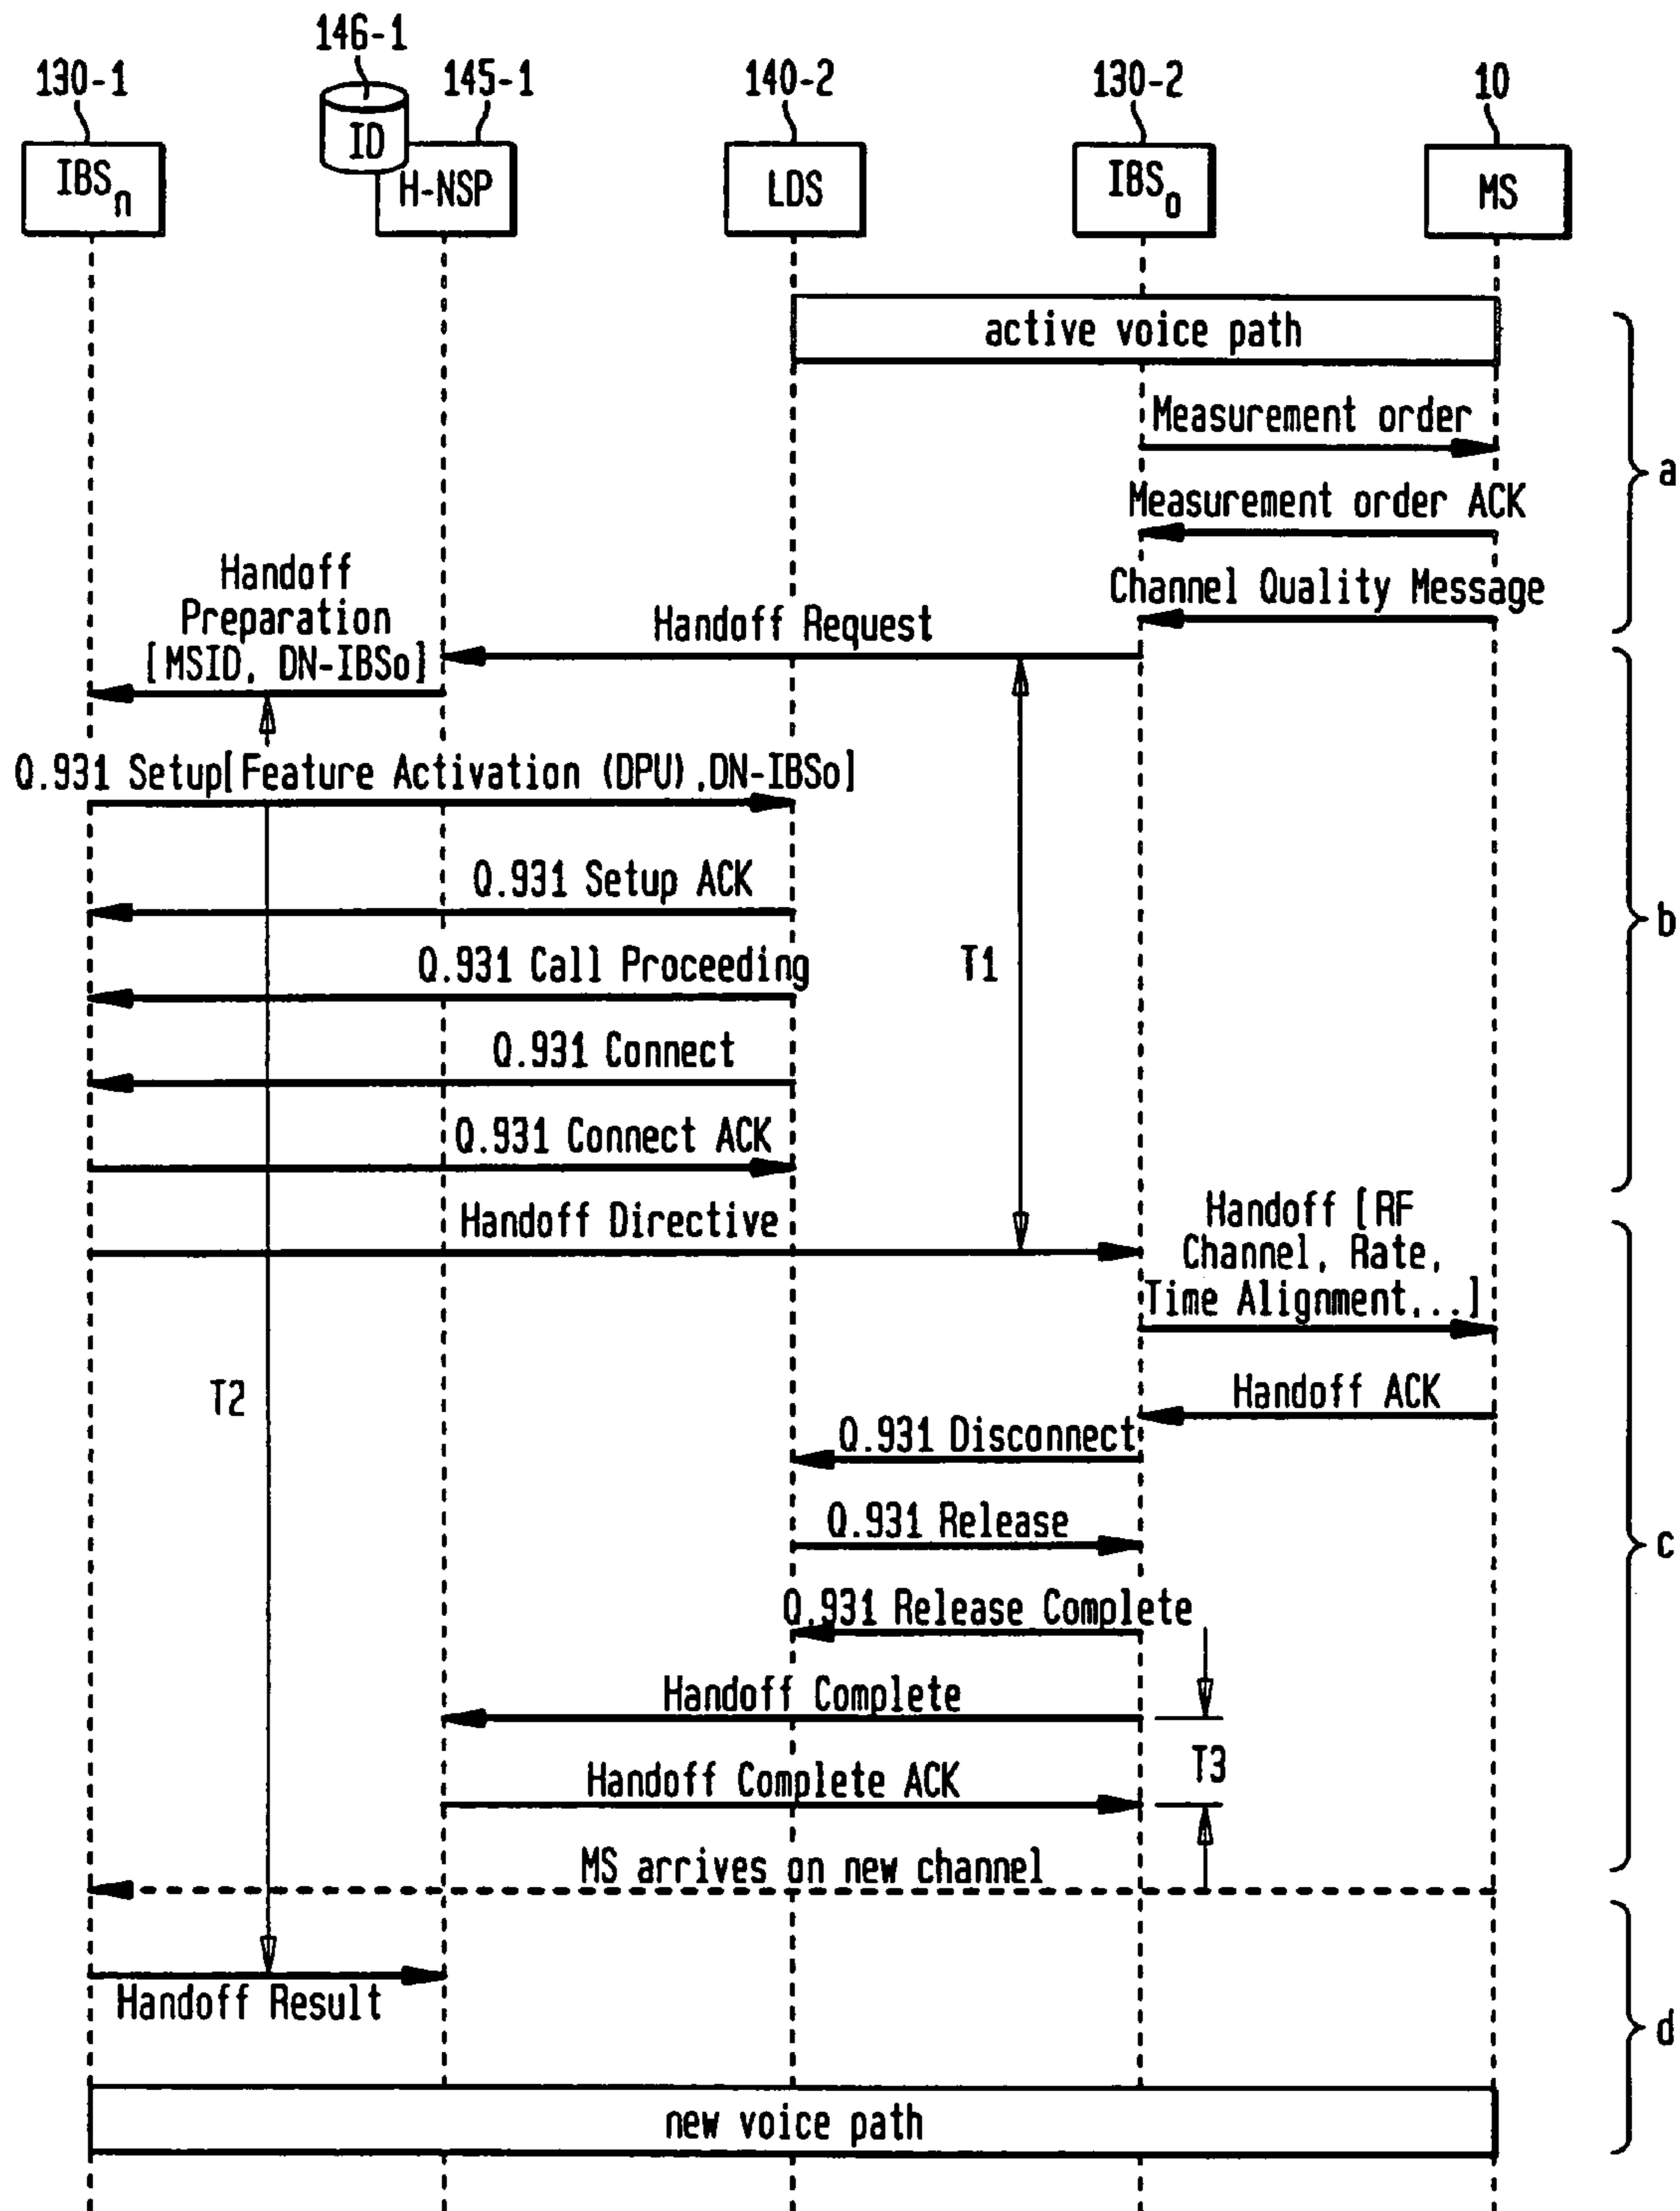 146-1
130-1
145-1
140-2
130-2
10
ID
IBSn
H-NSP
LDS
IBSo
MS
active voice path
Measurement order
a
Measurement order ACK
Handoff
Preparation
[MSID, DN-IBSo]
Channel Quality Message
Handoff Request
Q.931 Setup[Feature Activation (DPU),DN-IBSo]
Q.931 Setup ACK
b
Q.931 Call Proceeding
T1
Q.931 Connect
Q.931 Connect ACK
Handoff Directive
Handoff [RF
Channel, Rate,
Time Alignment,...]
T2
Handoff ACK
Q.931 Disconnect
Q.931 Release
c
Q.931 Release Complete
Handoff Complete
T3
Handoff Complete ACK
MS arrives on new channel
Handoff Result
d
new voice path